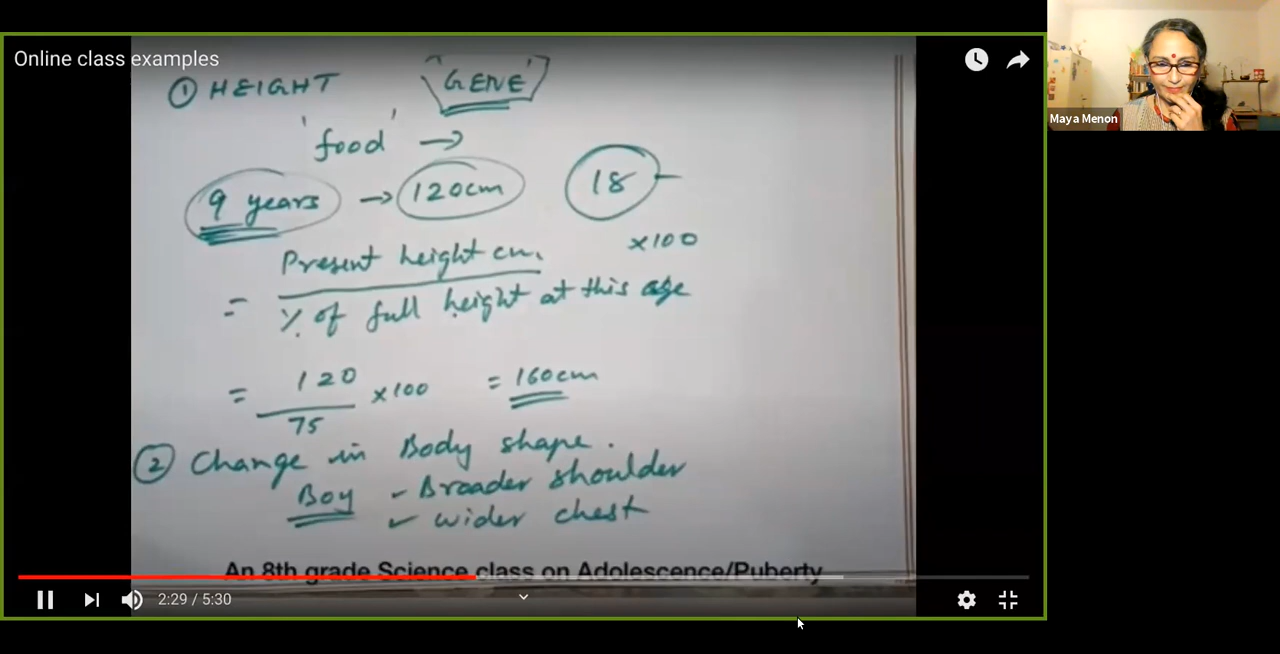 Online class examples
① HEIGHT 'GENE'
'food' →
9 years → 120cm 18 -
Present height cm. ×100
= % of full height at this age
= 120 ×100 = 160cm
75
② Change in Body shape.
Boy - Broader shoulder
- wider chest
An 8th grade Science class on Adolescence/Puberty
2:29 / 5:30
Maya Menon